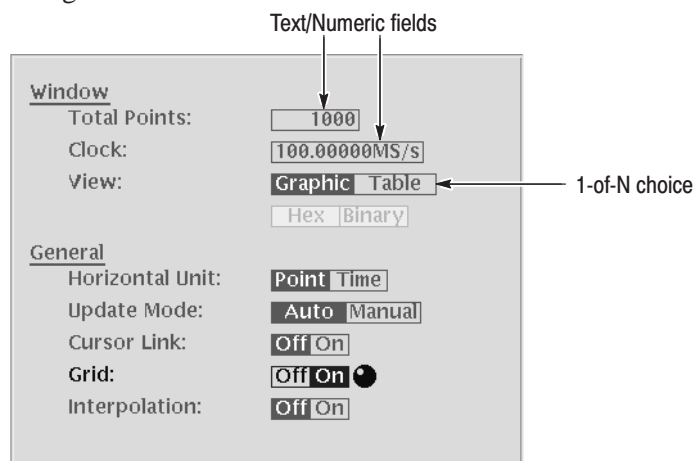 Text/Numeric fields
Window
Total Points: 1000
Clock: 100.00000MS/s
View: Graphic Table
1-of-N choice
Hex Binary
General
Horizontal Unit: Point Time
Update Mode: Auto Manual
Cursor Link: Off On
Grid: Off On
Interpolation: Off On